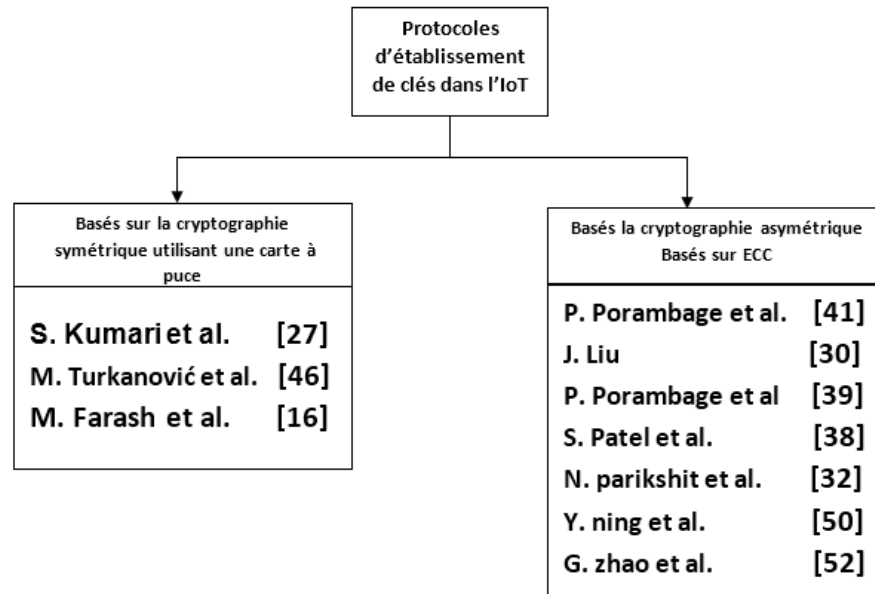 Protocoles
d'établissement
de clés dans l'IoT
Basés sur la cryptographie
symétrique utilisant une carte à
puce
S. Kumari et al. [27]
M. Turkanović et al. [46]
M. Farash et al. [16]
Basés la cryptographie asymétrique
Basés sur ECC
P. Porambage et al. [41]
J. Liu [30]
P. Porambage et al [39]
S. Patel et al. [38]
N. parikshit et al. [32]
Y. ning et al. [50]
G. zhao et al. [52]